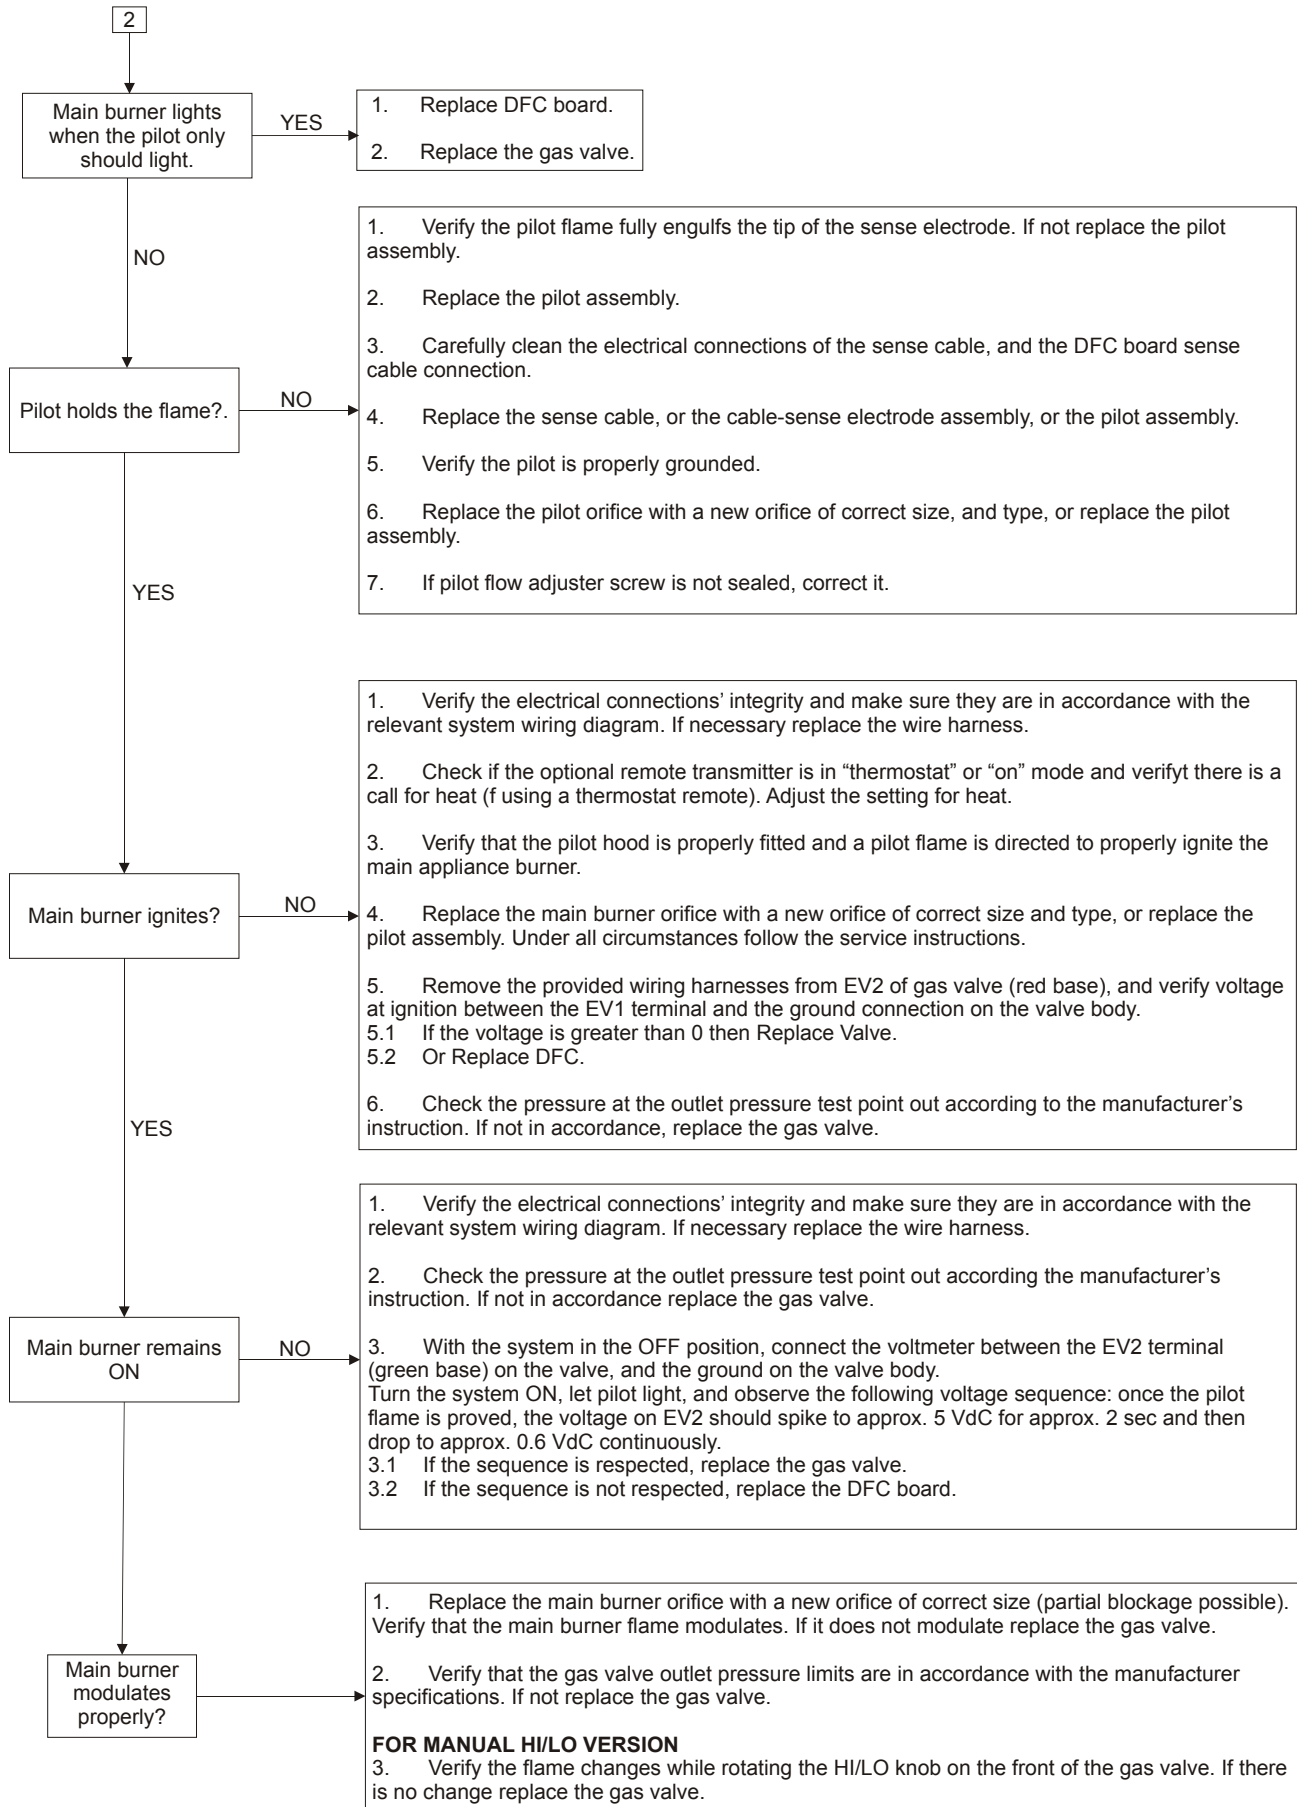 2
Main burner lights
when the pilot only
should light.
YES
1. Replace DFC board.
2. Replace the gas valve.
NO
1. Verify the pilot flame fully engulfs the tip of the sense electrode. If not replace the pilot
assembly.
2. Replace the pilot assembly.
3. Carefully clean the electrical connections of the sense cable, and the DFC board sense
cable connection.
4. Replace the sense cable, or the cable-sense electrode assembly, or the pilot assembly.
5. Verify the pilot is properly grounded.
6. Replace the pilot orifice with a new orifice of correct size, and type, or replace the pilot
assembly.
7. If pilot flow adjuster screw is not sealed, correct it.
Pilot holds the flame?.
NO
YES
1. Verify the electrical connections’ integrity and make sure they are in accordance with the
relevant system wiring diagram. If necessary replace the wire harness.
2. Check if the optional remote transmitter is in “thermostat” or “on” mode and verifyt there is a
call for heat (f using a thermostat remote). Adjust the setting for heat.
3. Verify that the pilot hood is properly fitted and a pilot flame is directed to properly ignite the
main appliance burner.
4. Replace the main burner orifice with a new orifice of correct size and type, or replace the
pilot assembly. Under all circumstances follow the service instructions.
5. Remove the provided wiring harnesses from EV2 of gas valve (red base), and verify voltage
at ignition between the EV1 terminal and the ground connection on the valve body.
5.1 If the voltage is greater than 0 then Replace Valve.
5.2 Or Replace DFC.
6. Check the pressure at the outlet pressure test point out according to the manufacturer’s
instruction. If not in accordance, replace the gas valve.
Main burner ignites?
NO
YES
1. Verify the electrical connections’ integrity and make sure they are in accordance with the
relevant system wiring diagram. If necessary replace the wire harness.
2. Check the pressure at the outlet pressure test point out according the manufacturer’s
instruction. If not in accordance replace the gas valve.
3. With the system in the OFF position, connect the voltmeter between the EV2 terminal
(green base) on the valve, and the ground on the valve body.
Turn the system ON, let pilot light, and observe the following voltage sequence: once the pilot
flame is proved, the voltage on EV2 should spike to approx. 5 VdC for approx. 2 sec and then
drop to approx. 0.6 VdC continuously.
3.1 If the sequence is respected, replace the gas valve.
3.2 If the sequence is not respected, replace the DFC board.
Main burner remains
ON
NO
1. Replace the main burner orifice with a new orifice of correct size (partial blockage possible).
Verify that the main burner flame modulates. If it does not modulate replace the gas valve.
2. Verify that the gas valve outlet pressure limits are in accordance with the manufacturer
specifications. If not replace the gas valve.
FOR MANUAL HI/LO VERSION
3. Verify the flame changes while rotating the HI/LO knob on the front of the gas valve. If there
is no change replace the gas valve.
Main burner
modulates
properly?